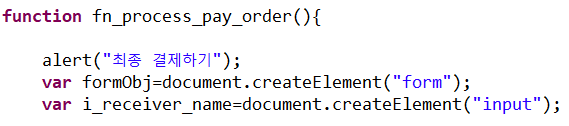 function fn_process_pay_order(){
alert("최종 결제하기");
var formObj=document.createElement("form");
var i_receiver_name=document.createElement("input");